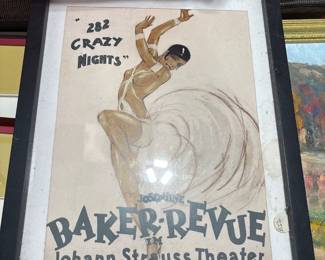 "282
CRAZY
NIGHTS"
JOSEPHINE
BAKER-REVUE
IM
Johann Strauss Theater